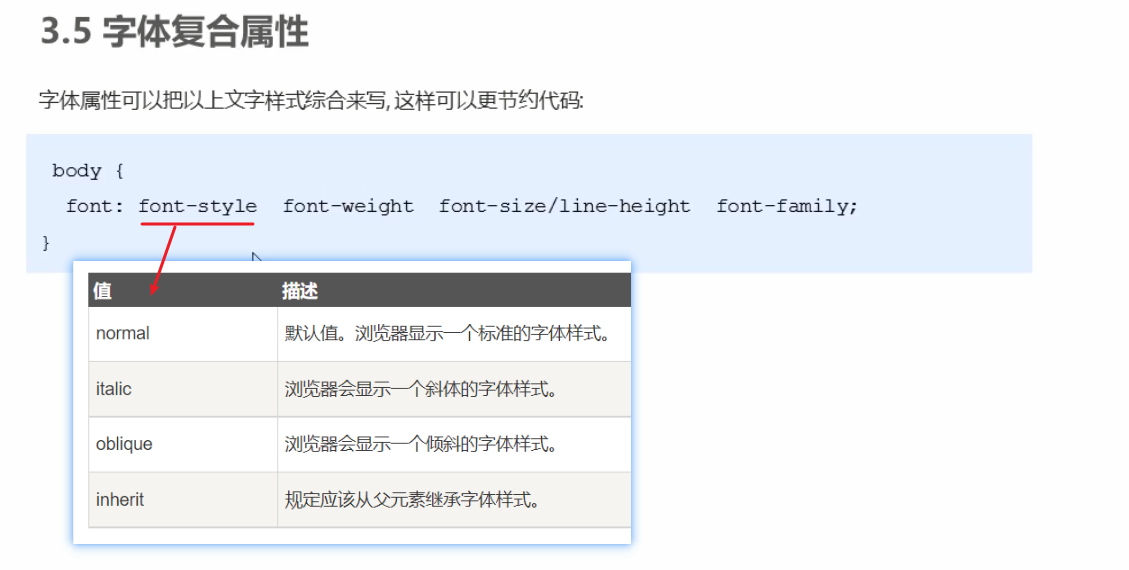 3.5 字体复合属性
字体属性可以把以上文字样式综合来写, 这样可以更节约代码:
body {
font: font-style font-weight font-size/line-height font-family;
}
值 描述
normal 默认值。浏览器显示一个标准的字体样式。
italic 浏览器会显示一个斜体的字体样式。
oblique 浏览器会显示一个倾斜的字体样式。
inherit 规定应该从父元素继承字体样式。